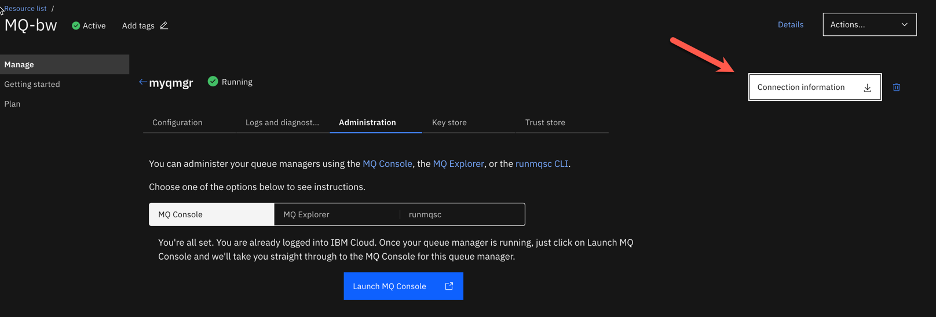 Resource list /
MQ-bw
Active
Add tags
Details
Actions...
Manage
Getting started
Plan
myqmgr
Running
Connection information
Configuration
Logs and diagnost...
Administration
Key store
Trust store
You can administer your queue managers using the MQ Console, the MQ Explorer, or the runmqsc CLI.
Choose one of the options below to see instructions.
MQ Console
MQ Explorer
runmqsc
You're all set. You are already logged into IBM Cloud. Once your queue manager is running, just click on Launch MQ
Console and we'll take you straight through to the MQ Console for this queue manager.
Launch MQ Console